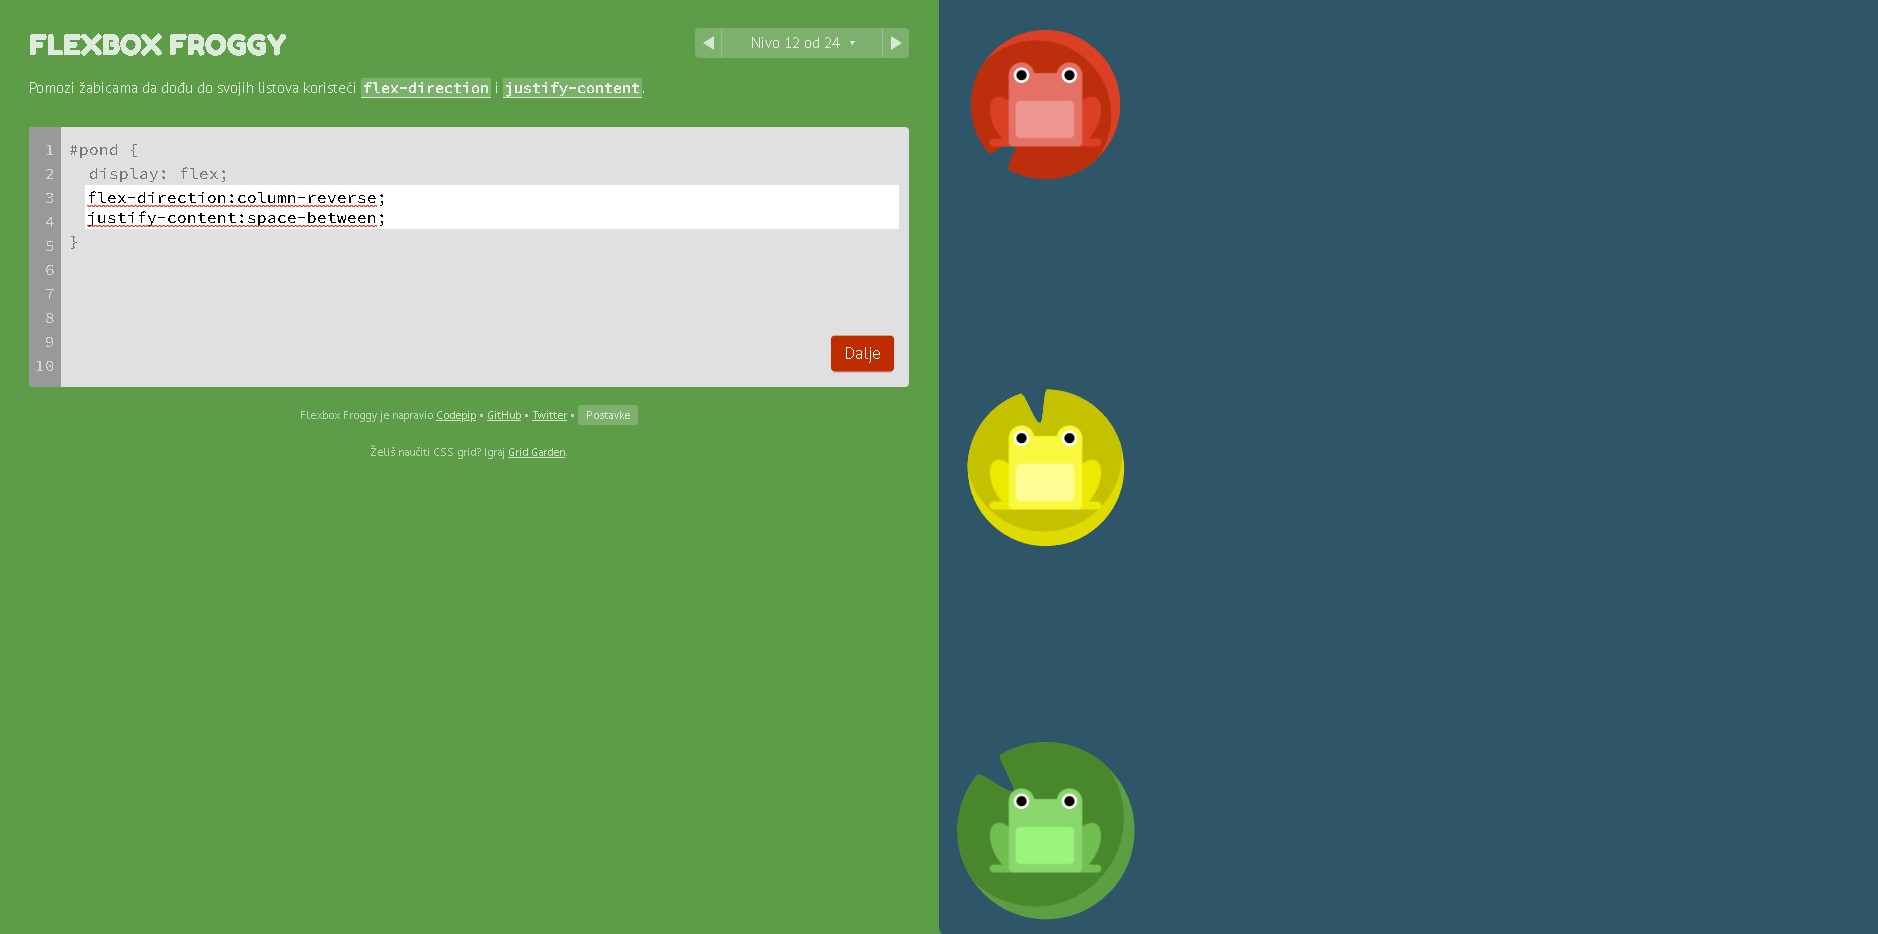 FLEXBOX FROGGY
Nivo 12 od 24
Pomozi žabicama da dođu do svojih listova koristeći flex-direction i justify-content.
1 #pond {
2 display: flex;
3 flex-direction:column-reverse;
4 justify-content:space-between;
5 }
6
7
8
9
10
Dalje
Flexbox Froggy je napravio Codepip • GitHub • Twitter • Postavke
Želiš naučiti CSS grid? Igraj Grid Garden.